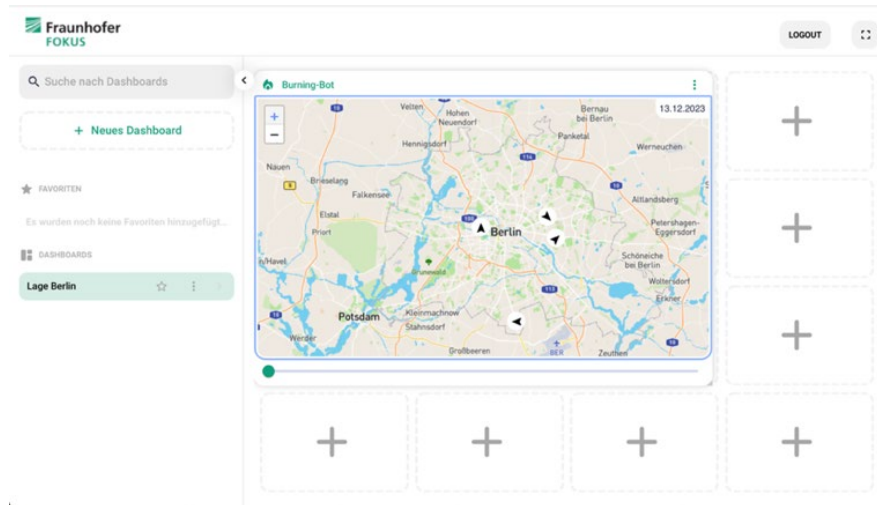 Fraunhofer
FOKUS
LOGOUT
Suche nach Dashboards
+ Neues Dashboard
FAVORITEN
Es wurden noch keine Favoriten hinzugefügt...
DASHBOARDS
Lage Berlin
Burning-Bot
13.12.2023
+
−
Velten
Hohen
Neuendorf
Bernau
bei Berlin
Panketal
Hennigsdorf
Werneuchen
Nauen
Brieselang
Falkensee
Altlandsberg
Elstal
Priort
Berlin
Petershagen-
Eggersdorf
Schöneiche
bei Berlin
Grunewald
Woltersdorf
Erkner
Potsdam
Kleinmachnow
Stahnsdorf
Werder
Großbeeren
BER
Zeuthen